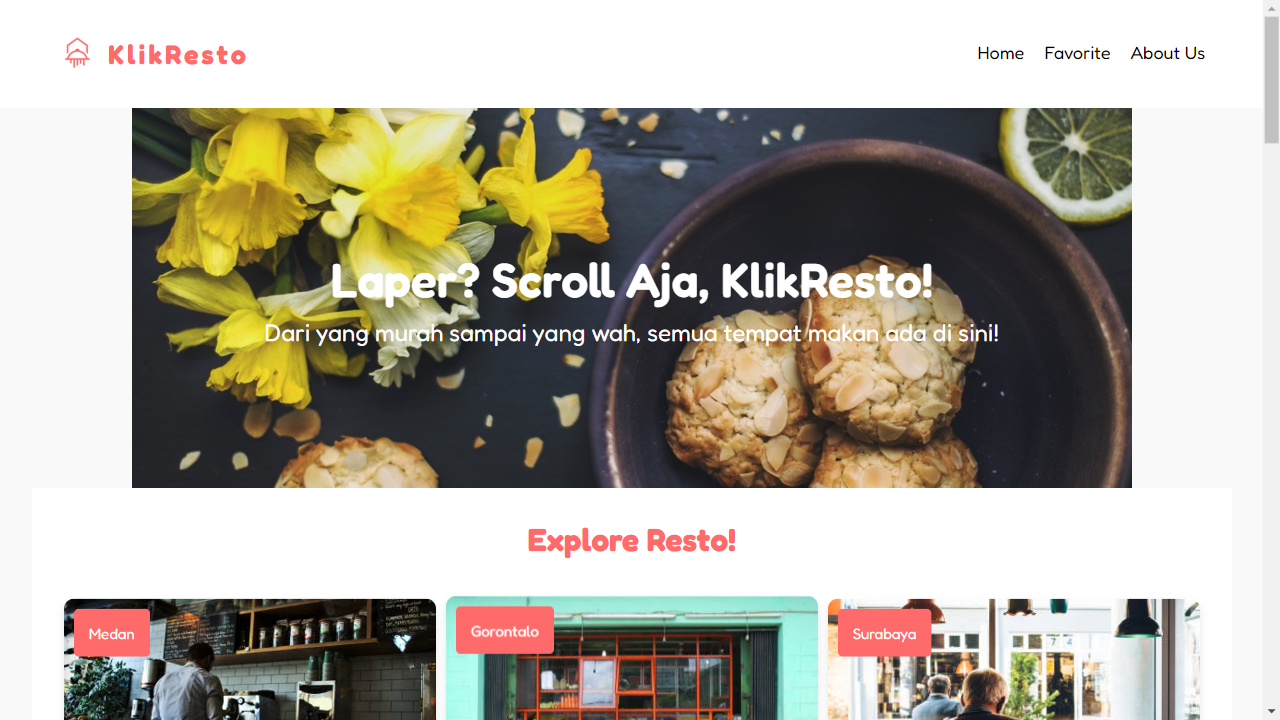 KlikResto
Home Favorite About Us
Laper? Scroll Aja, KlikResto!
Dari yang murah sampai yang wah, semua tempat makan ada di sini!
Explore Resto!
Medan
Gorontalo
Surabaya